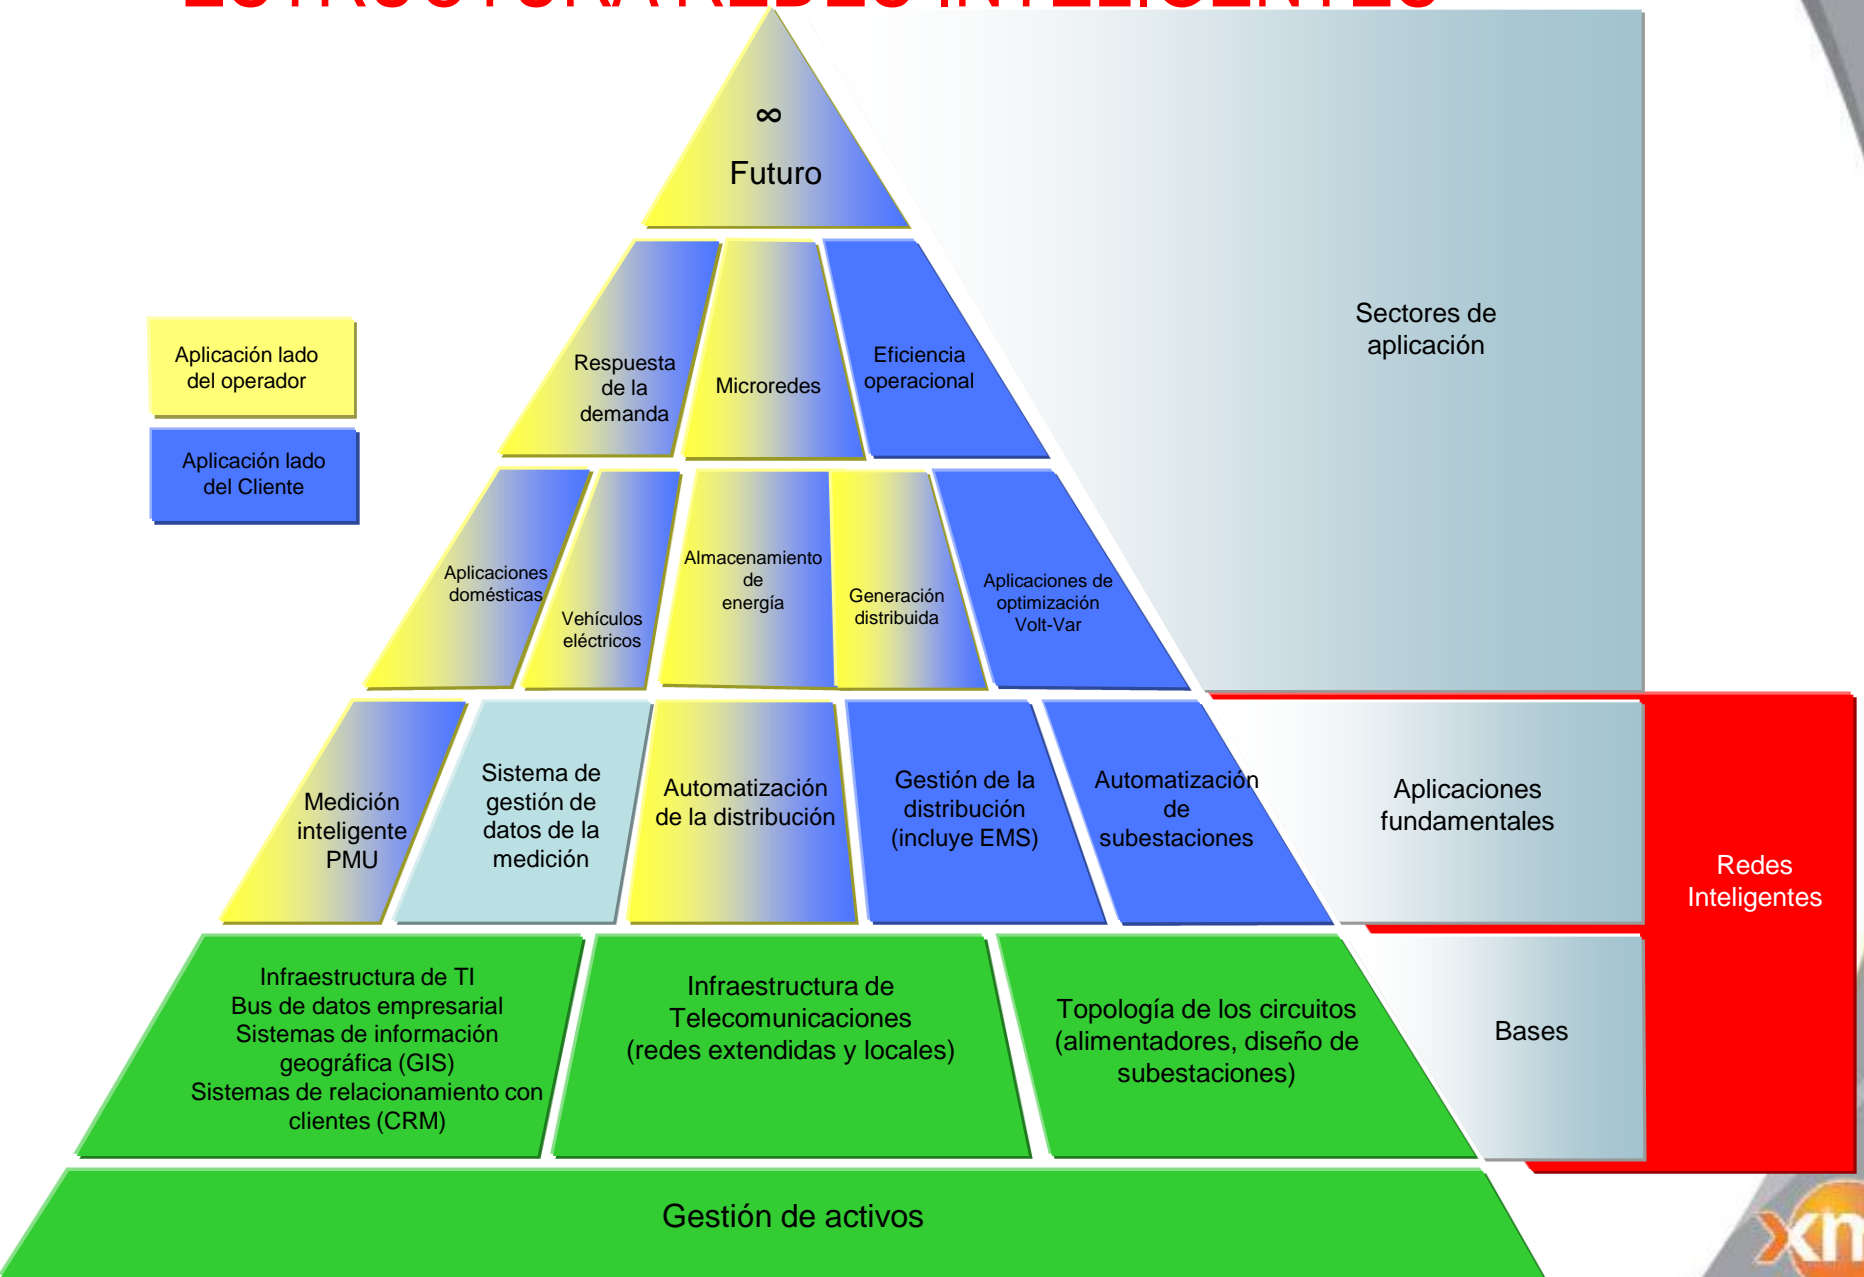 ESTRUCTURA REDES INTELIGENTES
∞
Futuro
Respuesta
de la
demanda
Microredes
Eficiencia
operacional
Sectores de
aplicación
Aplicación lado
del operador
Aplicación lado
del Cliente
Aplicaciones
domésticas
Vehículos
eléctricos
Almacenamiento
de
energía
Generación
distribuida
Aplicaciones de
optimización
Volt-Var
Medición
inteligente
PMU
Sistema de
gestión de
datos de la
medición
Automatización
de la distribución
Gestión de la
distribución
(incluye EMS)
Automatización
de
subestaciones
Aplicaciones
fundamentales
Redes
Inteligentes
Infraestructura de TI
Bus de datos empresarial
Sistemas de información
geográfica (GIS)
Sistemas de relacionamiento con
clientes (CRM)
Infraestructura de
Telecomunicaciones
(redes extendidas y locales)
Topología de los circuitos
(alimentadores, diseño de
subestaciones)
Bases
Gestión de activos
xm